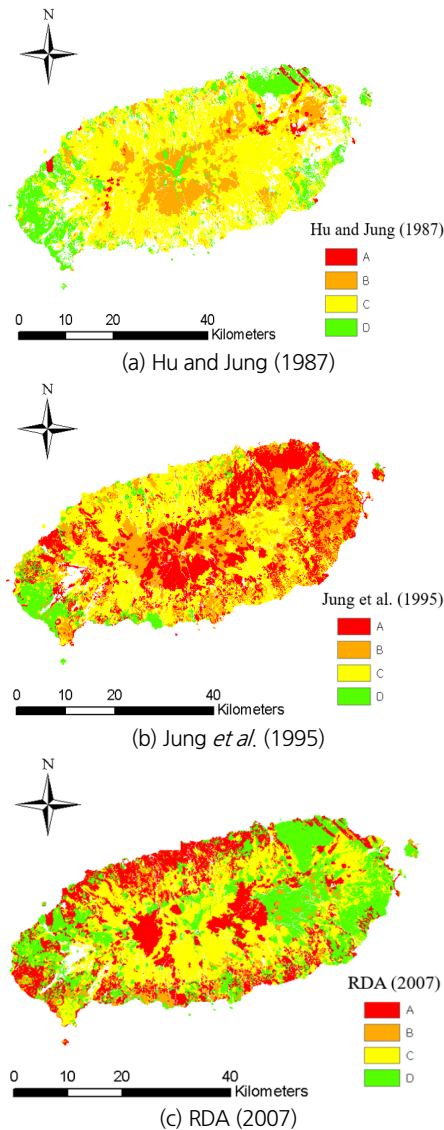 N
Hu and Jung (1987)
A
B
C
D
0 10 20 40
Kilometers
(a) Hu and Jung (1987)
N
Jung et al. (1995)
A
B
C
D
0 10 20 40
Kilometers
(b) Jung et al. (1995)
N
RDA (2007)
A
B
C
D
0 10 20 40
Kilometers
(c) RDA (2007)